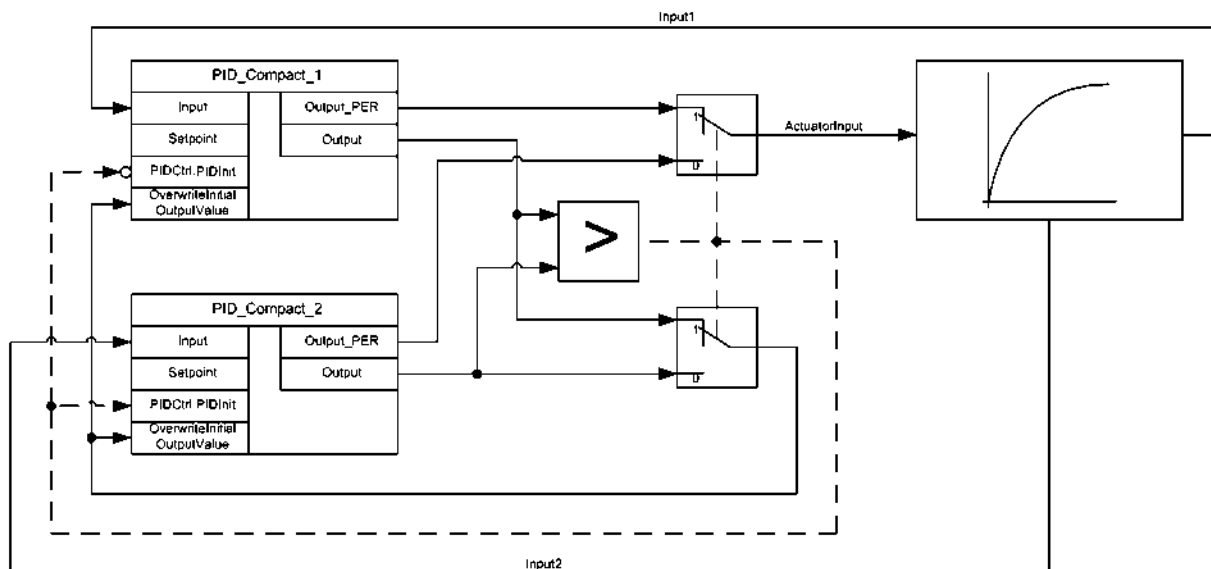 Input1
PID_Compact_1
Input
Output_PER
Setpoint
Output
PIDCtrl.PIDInit
OverwriteInitial
OutputValue
1
0
ActuatorInput
>
PID_Compact_2
Input
Output_PER
Setpoint
Output
PIDCtrl.PIDInit
OverwriteInitial
OutputValue
1
0
Input2